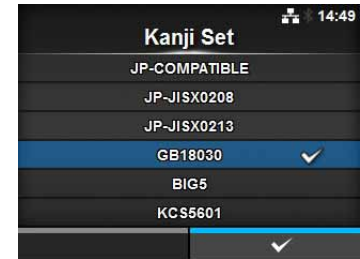 14:49
Kanji Set
JP-COMPATIBLE
JP-JISX0208
JP-JISX0213
GB18030
BIG5
KCS5601